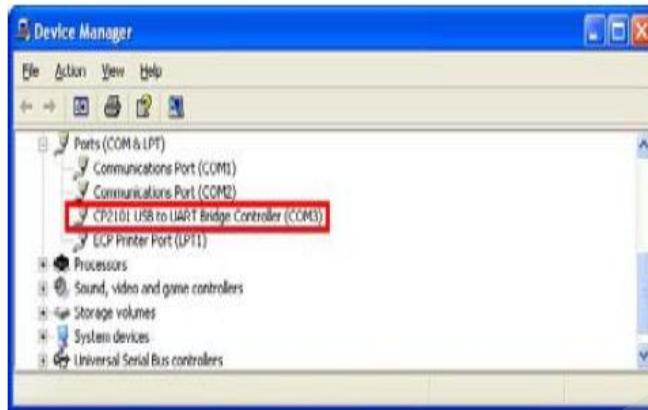 Device Manager
File Action View Help
Ports (COM & LPT)
Communications Port (COM1)
Communications Port (COM2)
CP2101 USB to UART Bridge Controller (COM3)
ECP Printer Port (LPT1)
Processors
Sound, video and game controllers
Storage volumes
System devices
Universal Serial Bus controllers